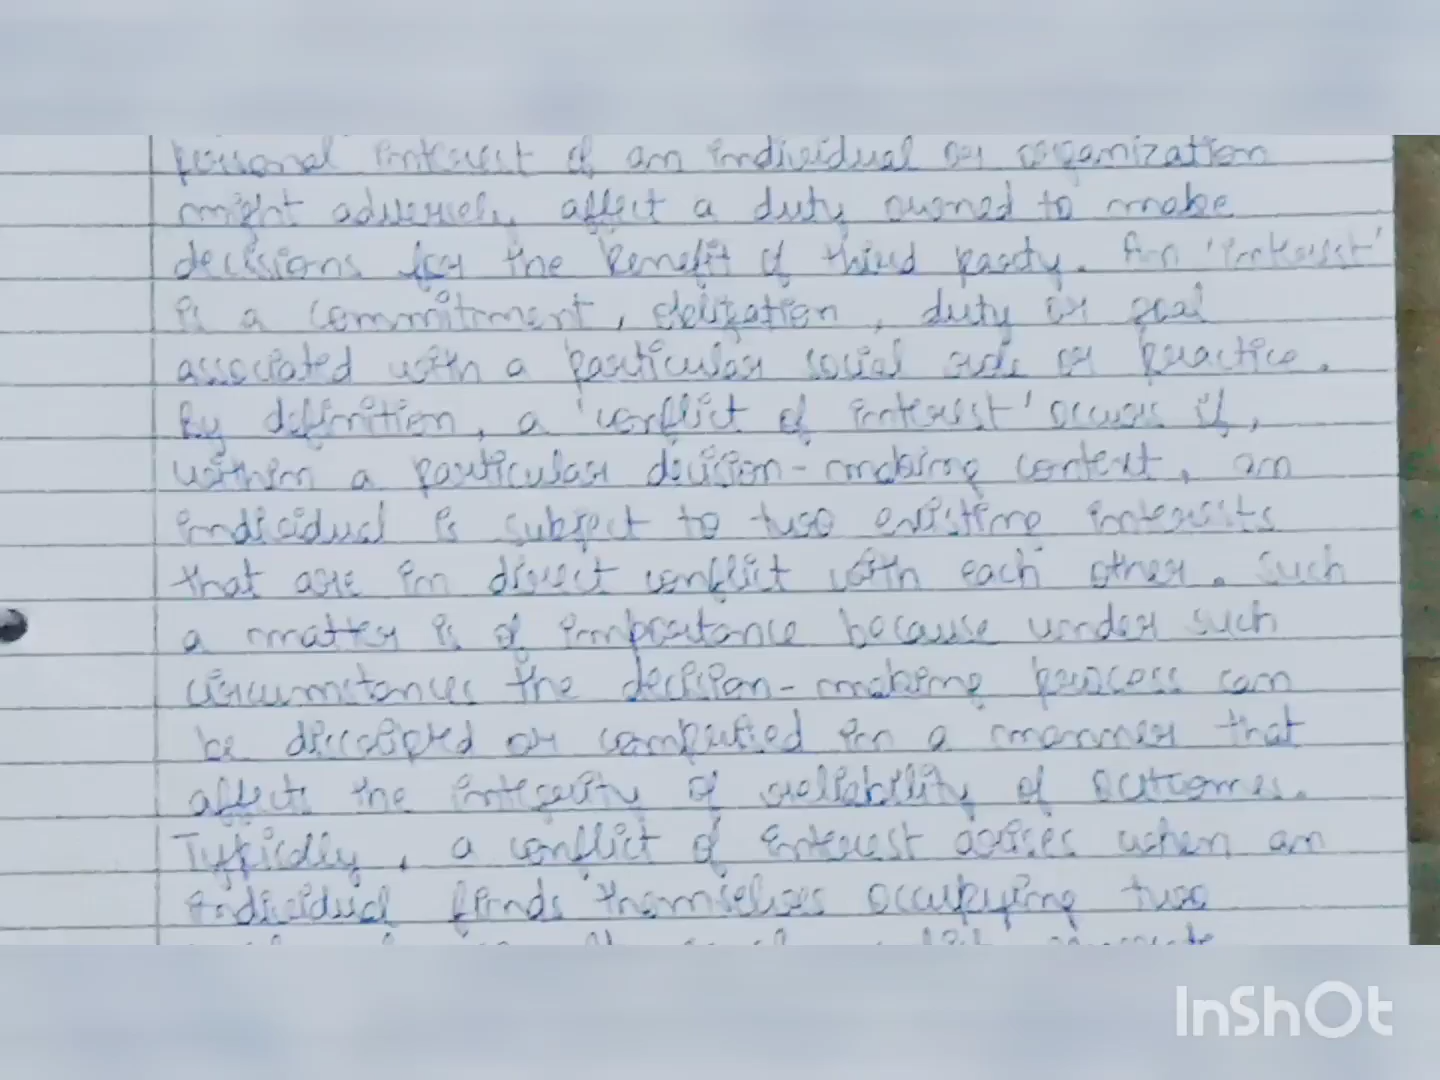 personal interest of an individual or organization
might adversely affect a duty owned to make
decisions for the benefit of third party. An 'interest'
is a commitment, obligation, duty or goal
associated with a particular social role or practice.
By definition, a 'conflict of interest' occurs if,
within a particular decision-making context, an
individual is subject to two existing interests
that are in direct conflict with each other. Such
a matter is of importance because under such
circumstances the decision-making process can
be disrupted or compromised in a manner that
affects the integrity of reliability of outcomes.
Typically, a conflict of interest arises when an
individual finds themselves occupying two
InShOt